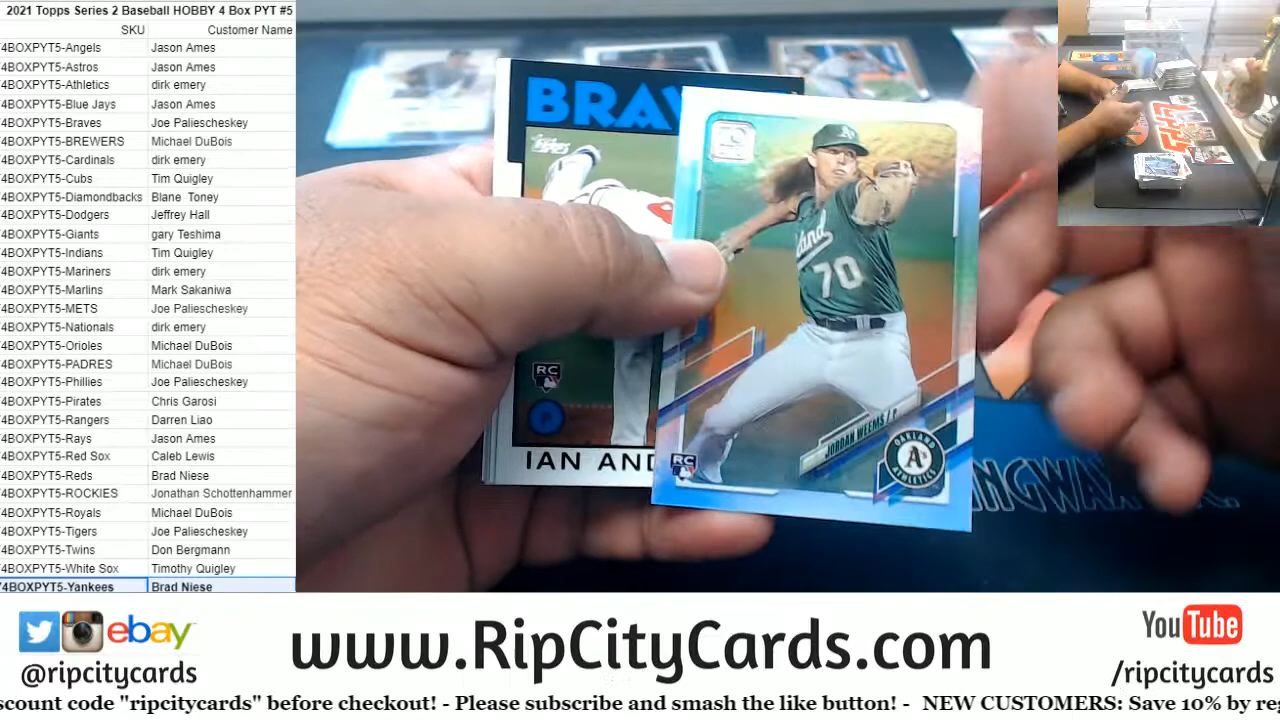 2021 Topps Series 2 Baseball HOBBY 4 Box PYT #5
SKU Customer Name
4BOXPYT5-Angels Jason Ames
4BOXPYT5-Astros Jason Ames
4BOXPYT5-Athletics dirk emery
4BOXPYT5-Blue Jays Jason Ames
4BOXPYT5-Braves Joe Paliescheskey
4BOXPYT5-BREWERS Michael DuBois
4BOXPYT5-Cardinals dirk emery
4BOXPYT5-Cubs Tim Quigley
4BOXPYT5-Diamondbacks Blane Toney
4BOXPYT5-Dodgers Jeffrey Hall
4BOXPYT5-Giants gary Teshima
4BOXPYT5-Indians Tim Quigley
4BOXPYT5-Mariners dirk emery
4BOXPYT5-Marlins Mark Sakaniwa
4BOXPYT5-METS Joe Paliescheskey
4BOXPYT5-Nationals dirk emery
4BOXPYT5-Orioles Michael DuBois
4BOXPYT5-PADRES Michael DuBois
4BOXPYT5-Phillies Joe Paliescheskey
4BOXPYT5-Pirates Chris Garosi
4BOXPYT5-Rangers Darren Liao
4BOXPYT5-Rays Jason Ames
4BOXPYT5-Red Sox Caleb Lewis
4BOXPYT5-Reds Brad Niese
4BOXPYT5-ROCKIES Jonathan Schottenhammer
4BOXPYT5-Royals Michael DuBois
4BOXPYT5-Tigers Joe Paliescheskey
4BOXPYT5-Twins Don Bergmann
4BOXPYT5-White Sox Timothy Quigley
4BOXPYT5-Yankees Brad Niese
BRAV
Topps
RC
IAN AND
70
JORDAN WEEMS / P
RC
OAKLAND
A's
ATHLETICS
ebay
@ripcitycards
www.RipCityCards.com
YouTube
/ripcitycards
scount code "ripcitycards" before checkout! - Please subscribe and smash the like button! - NEW CUSTOMERS: Save 10% by reg